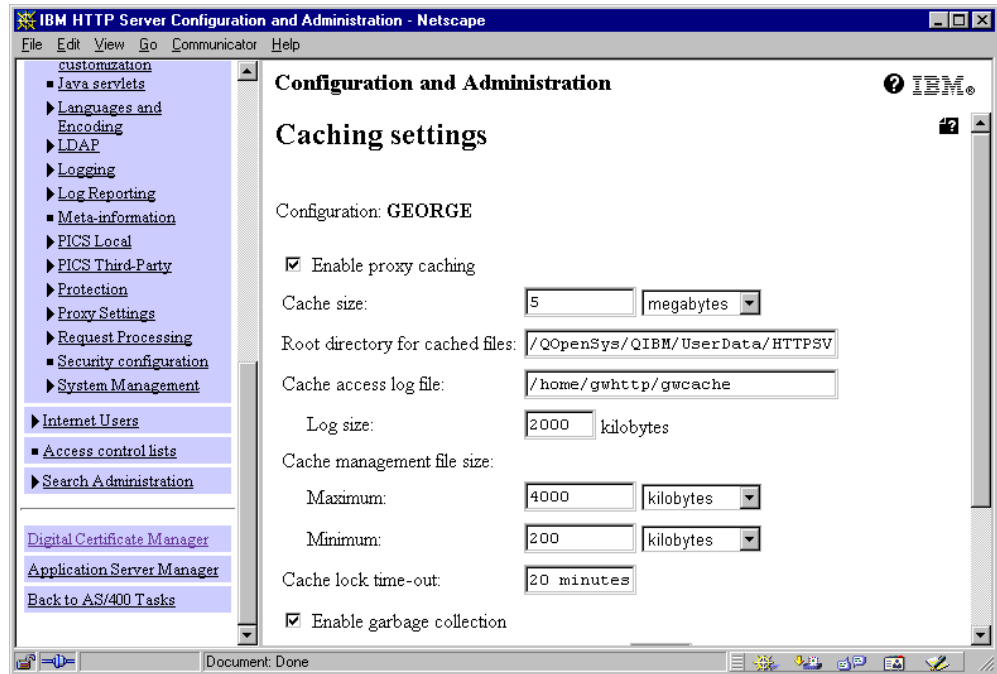 IBM HTTP Server Configuration and Administration - Netscape
File Edit View Go Communicator Help
customization
Java servlets
Languages and
Encoding
LDAP
Logging
Log Reporting
Meta-information
PICS Local
PICS Third-Party
Protection
Proxy Settings
Request Processing
Security configuration
System Management
Internet Users
Access control lists
Search Administration
Digital Certificate Manager
Application Server Manager
Back to AS/400 Tasks
Configuration and Administration
IBM®
Caching settings
Configuration: GEORGE
Enable proxy caching
Cache size: 5 megabytes
Root directory for cached files: /QOpenSys/QIBM/UserData/HTTPSV
Cache access log file: /home/gwhttp/gwcache
Log size: 2000 kilobytes
Cache management file size:
Maximum: 4000 kilobytes
Minimum: 200 kilobytes
Cache lock time-out: 20 minutes
Enable garbage collection
Document: Done